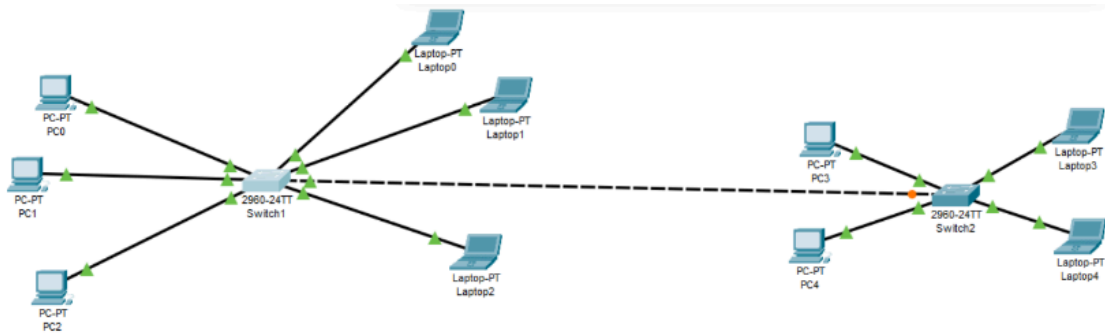 Laptop-PT
Laptop0
PC-PT
PC0
Laptop-PT
Laptop1
PC-PT
PC1
2960-24TT
Switch1
Laptop-PT
Laptop2
PC-PT
PC2
PC-PT
PC3
Laptop-PT
Laptop3
2960-24TT
Switch2
PC-PT
PC4
Laptop-PT
Laptop4